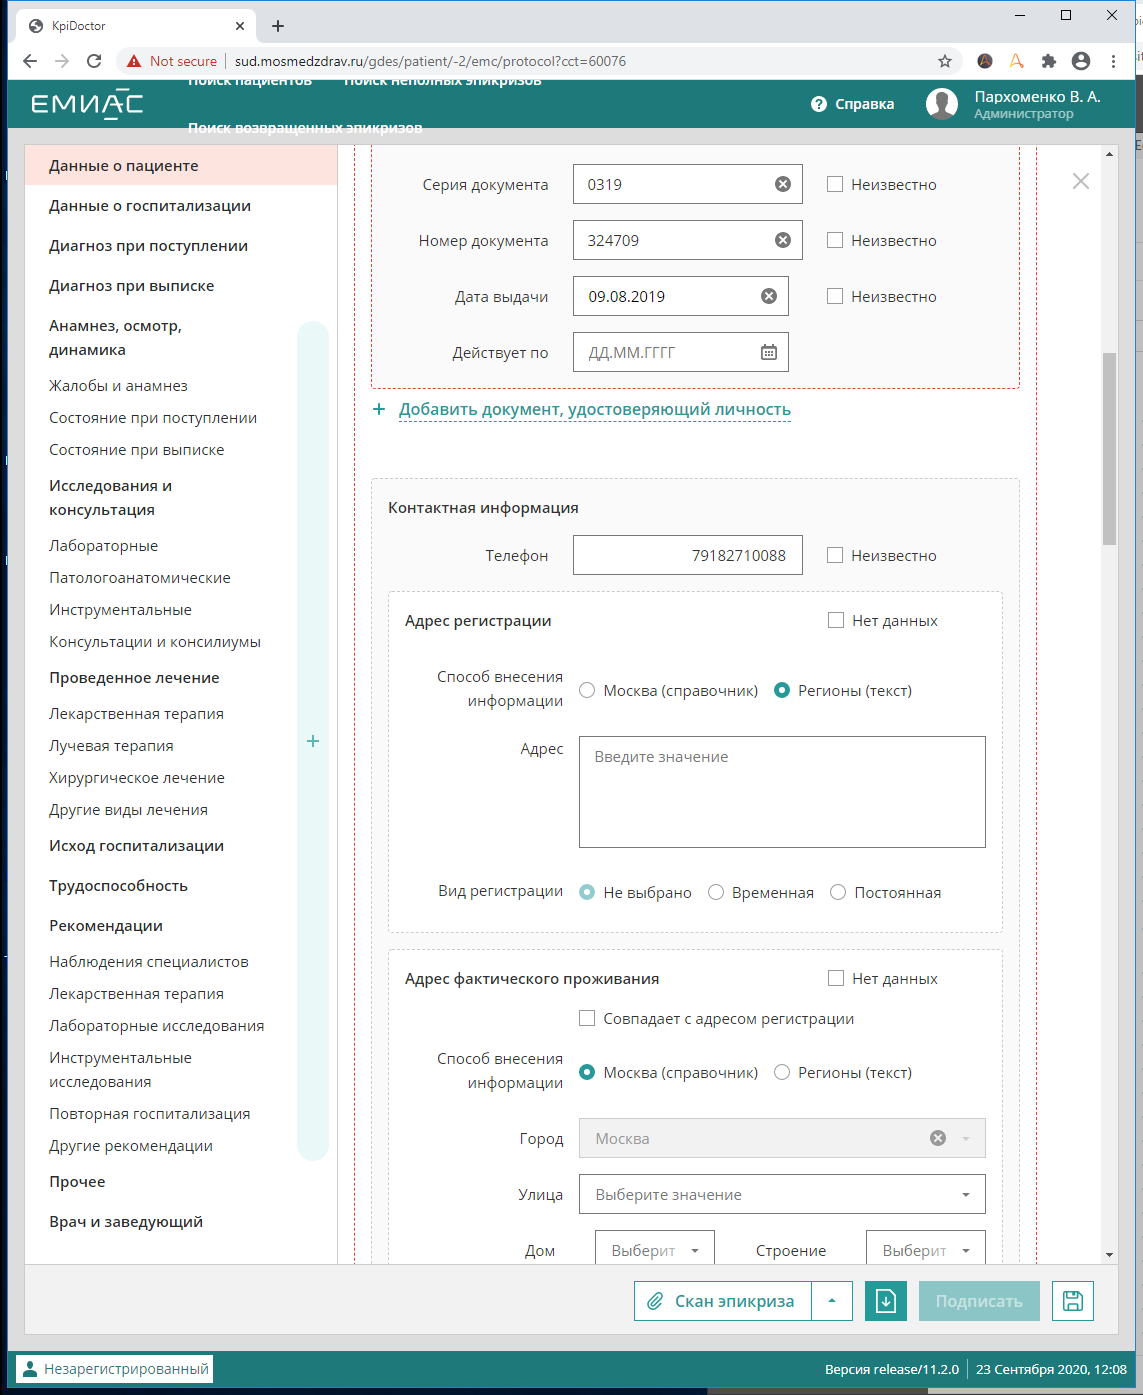 KpiDoctor
Not secure
sud.mosmedzdrav.ru/gdes/patient/-2/emc/protocol?cct=60076
Поиск пациентов Поиск неполных эпикризов
Поиск возвращенных эпикризов
ЕМИАС
Справка
Пархоменко В. А.
Администратор
Данные о пациенте
Данные о госпитализации
Диагноз при поступлении
Диагноз при выписке
Анамнез, осмотр,
динамика
Жалобы и анамнез
Состояние при поступлении
Состояние при выписке
Исследования и
консультация
Лабораторные
Патологоанатомические
Инструментальные
Консультации и консилиумы
Проведенное лечение
Лекарственная терапия
Лучевая терапия
Хирургическое лечение
Другие виды лечения
Исход госпитализации
Трудоспособность
Рекомендации
Наблюдения специалистов
Лекарственная терапия
Лабораторные исследования
Инструментальные
исследования
Повторная госпитализация
Другие рекомендации
Прочее
Врач и заведующий
Серия документа 0319 Неизвестно
Номер документа 324709 Неизвестно
Дата выдачи 09.08.2019 Неизвестно
Действует по ДД.ММ.ГГГГ
+ Добавить документ, удостоверяющий личность
Контактная информация
Телефон 79182710088 Неизвестно
Адрес регистрации Нет данных
Способ внесения
информации
Москва (справочник) Регионы (текст)
Адрес Введите значение
Вид регистрации Не выбрано Временная Постоянная
Адрес фактического проживания Нет данных
Совпадает с адресом регистрации
Способ внесения
информации
Москва (справочник) Регионы (текст)
Город Москва
Улица Выберите значение
Дом Выберит Строение Выберит
Скан эпикриза
Подписать
Незарегистрированный
Версия release/11.2.0 23 Сентября 2020, 12:08